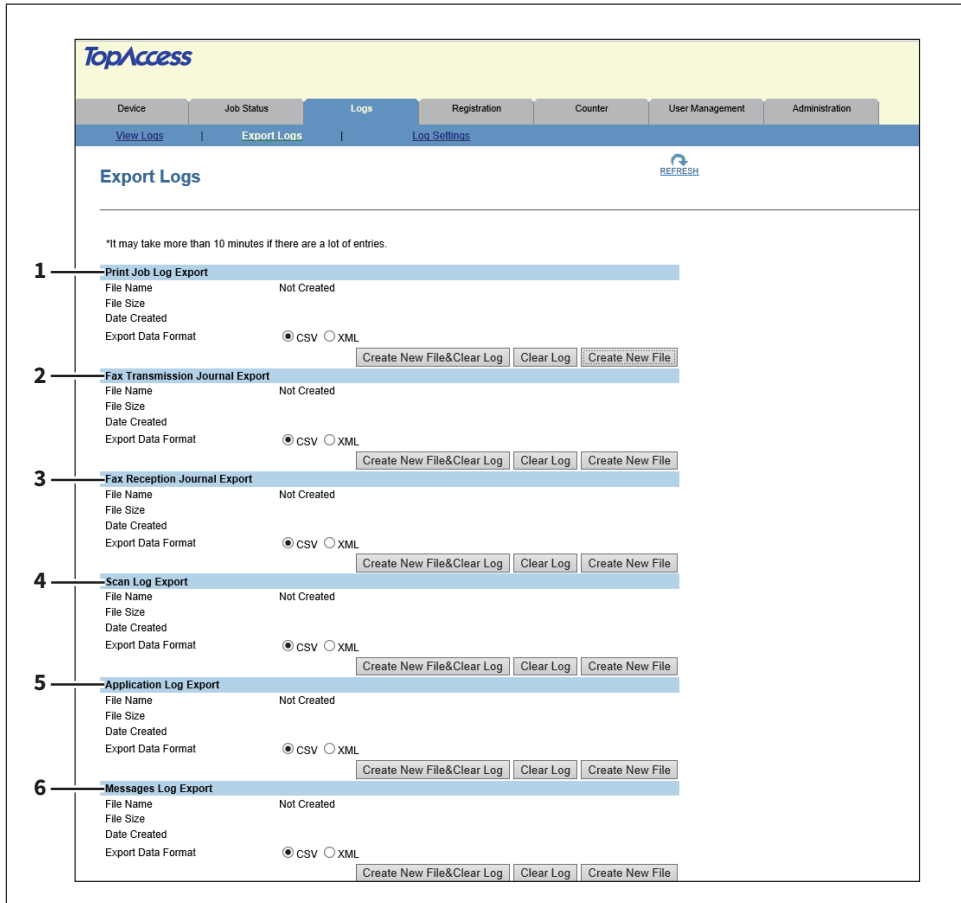 TopAccess
Device Job Status Logs Registration Counter User Management Administration
View Logs | Export Logs | Log Settings
Export Logs
REFRESH
*It may take more than 10 minutes if there are a lot of entries.
1 Print Job Log Export
File Name Not Created
File Size
Date Created
Export Data Format CSV XML
Create New File&Clear Log Clear Log Create New File
2 Fax Transmission Journal Export
File Name Not Created
File Size
Date Created
Export Data Format CSV XML
Create New File&Clear Log Clear Log Create New File
3 Fax Reception Journal Export
File Name Not Created
File Size
Date Created
Export Data Format CSV XML
Create New File&Clear Log Clear Log Create New File
4 Scan Log Export
File Name Not Created
File Size
Date Created
Export Data Format CSV XML
Create New File&Clear Log Clear Log Create New File
5 Application Log Export
File Name Not Created
File Size
Date Created
Export Data Format CSV XML
Create New File&Clear Log Clear Log Create New File
6 Messages Log Export
File Name Not Created
File Size
Date Created
Export Data Format CSV XML
Create New File&Clear Log Clear Log Create New File